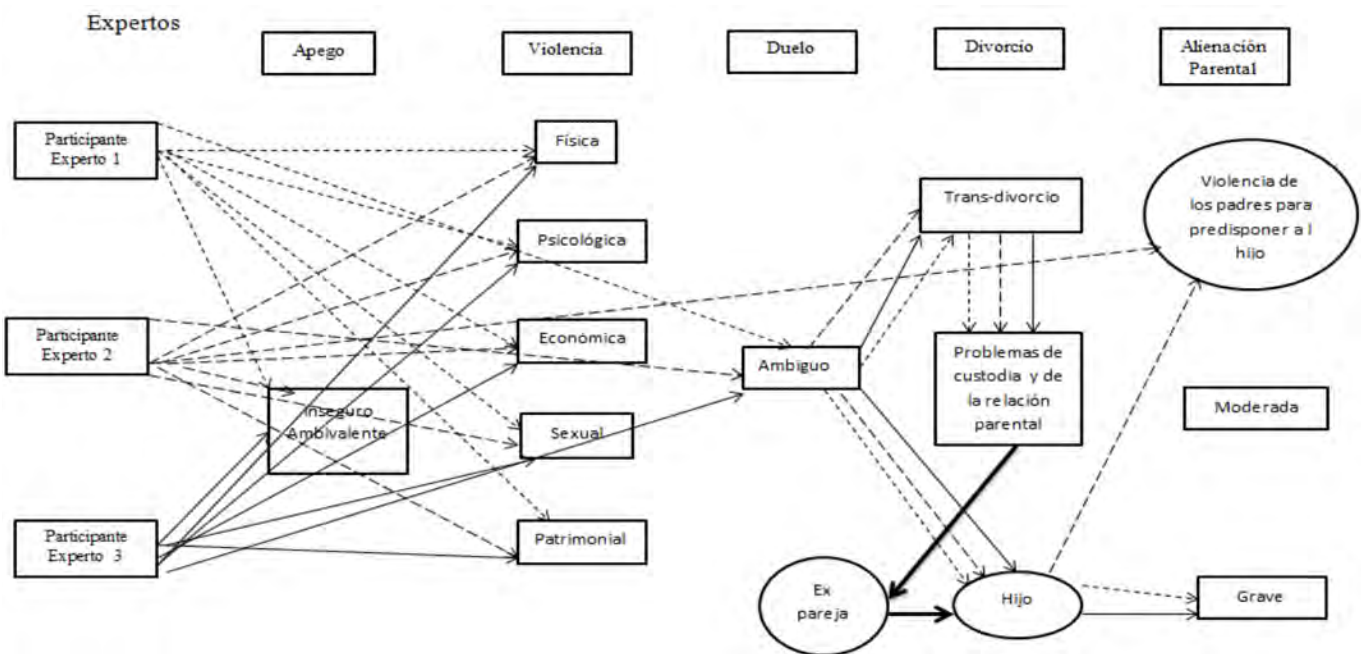 Expertos
Apego
Violencia
Duelo
Divorcio
Alienación
Parental
Participante
Experto 1
Física
Trans-divorcio
Violencia de
los padres para
predisponer a l
hijo
Psicológica
Participante
Experto 2
Económica
Ambiguo
Problemas de
custodia y de
la relación
parental
Inseguro
Ambivalente
Moderada
Sexual
Participante
Experto 3
Patrimonial
Ex
pareja
Hijo
Grave